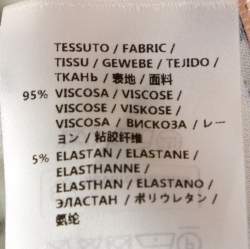 TESSUTO / FABRIC /
TISSU / GEWEBE / TEJIDO /
ТКАНЬ / 表地 / 面料
95% VISCOSA / VISCOSE /
VISCOSE / VISKOSE /
VISCOSA / ВИСКОЗА / レー
ヨン / 粘胶纤维
5% ELASTAN / ELASTANE /
ELASTHANNE /
ELASTHAN / ELASTANO /
ЭЛАСТАН / ポリウレタン /
氨纶